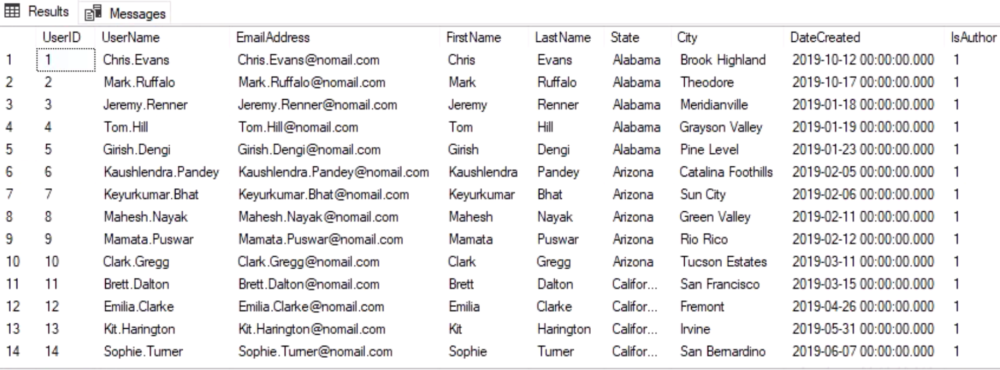 Results Messages
UserID UserName EmailAddress FirstName LastName State City DateCreated IsAuthor
1 1 Chris.Evans Chris.Evans@nomail.com Chris Evans Alabama Brook Highland 2019-10-12 00:00:00.000 1
2 2 Mark.Ruffalo Mark.Ruffalo@nomail.com Mark Ruffalo Alabama Theodore 2019-10-17 00:00:00.000 1
3 3 Jeremy.Renner Jeremy.Renner@nomail.com Jeremy Renner Alabama Meridianville 2019-01-18 00:00:00.000 1
4 4 Tom.Hill Tom.Hill@nomail.com Tom Hill Alabama Grayson Valley 2019-01-19 00:00:00.000 1
5 5 Girish.Dengi Girish.Dengi@nomail.com Girish Dengi Alabama Pine Level 2019-01-23 00:00:00.000 1
6 6 Kaushlendra.Pandey Kaushlendra.Pandey@nomail.com Kaushlendra Pandey Arizona Catalina Foothills 2019-02-05 00:00:00.000 1
7 7 Keyurkumar.Bhat Keyurkumar.Bhat@nomail.com Keyurkumar Bhat Arizona Sun City 2019-02-06 00:00:00.000 1
8 8 Mahesh.Nayak Mahesh.Nayak@nomail.com Mahesh Nayak Arizona Green Valley 2019-02-11 00:00:00.000 1
9 9 Mamata.Puswar Mamata.Puswar@nomail.com Mamata Puswar Arizona Rio Rico 2019-02-12 00:00:00.000 1
10 10 Clark.Gregg Clark.Gregg@nomail.com Clark Gregg Arizona Tucson Estates 2019-03-11 00:00:00.000 1
11 11 Brett.Dalton Brett.Dalton@nomail.com Brett Dalton Califor... San Francisco 2019-03-15 00:00:00.000 1
12 12 Emilia.Clarke Emilia.Clarke@nomail.com Emilia Clarke Califor... Fremont 2019-04-26 00:00:00.000 1
13 13 Kit.Harington Kit.Harington@nomail.com Kit Harington Califor... Irvine 2019-05-31 00:00:00.000 1
14 14 Sophie.Turner Sophie.Turner@nomail.com Sophie Turner Califor... San Bernardino 2019-06-07 00:00:00.000 1